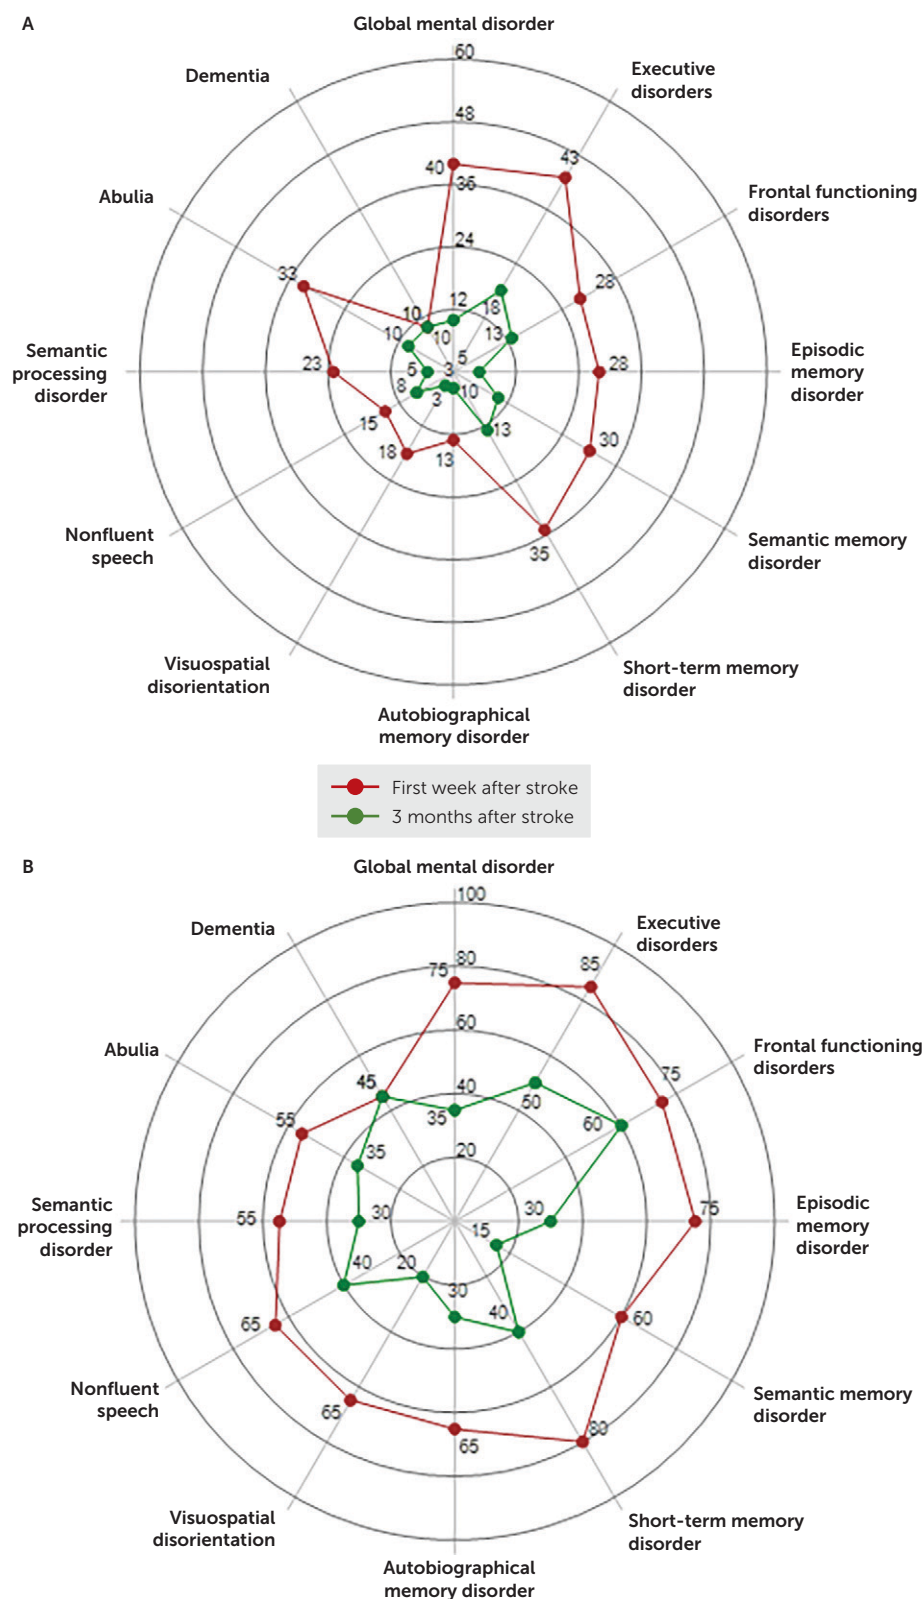 A
Global mental disorder
60
Dementia
Executive
disorders
48
43
40
36
Abulia
Frontal functioning
disorders
24
33
28
12
18
10
13
10
10
Semantic
processing
disorder
23
5
3
5
28
Episodic
memory
disorder
8
3
10
15
18
13
13
30
35
Nonfluent
speech
Semantic memory
disorder
Visuospatial
disorientation
Short-term memory
disorder
Autobiographical
memory disorder
First week after stroke
3 months after stroke
B
Global mental disorder
100
Dementia
Executive
disorders
75
80
85
60
Abulia
Frontal functioning
disorders
45
40
75
35
50
55
60
35
20
Semantic
processing
disorder
55
30
15
30
75
Episodic
memory
disorder
40
20
30
40
65
60
65
65
80
Nonfluent
speech
Semantic memory
disorder
Visuospatial
disorientation
Short-term memory
disorder
Autobiographical
memory disorder